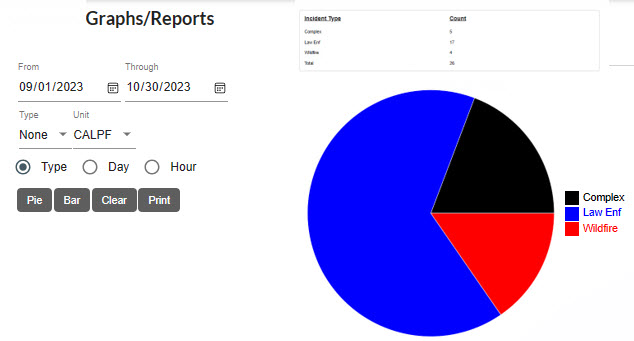 Graphs/Reports
Incident Type Count
Complex 5
Law Enf 17
Wildfire 4
Total 26
From Through
09/01/2023 10/30/2023
Type Unit
None CALPF
Type Day Hour
Pie Bar Clear Print
Complex
Law Enf
Wildfire